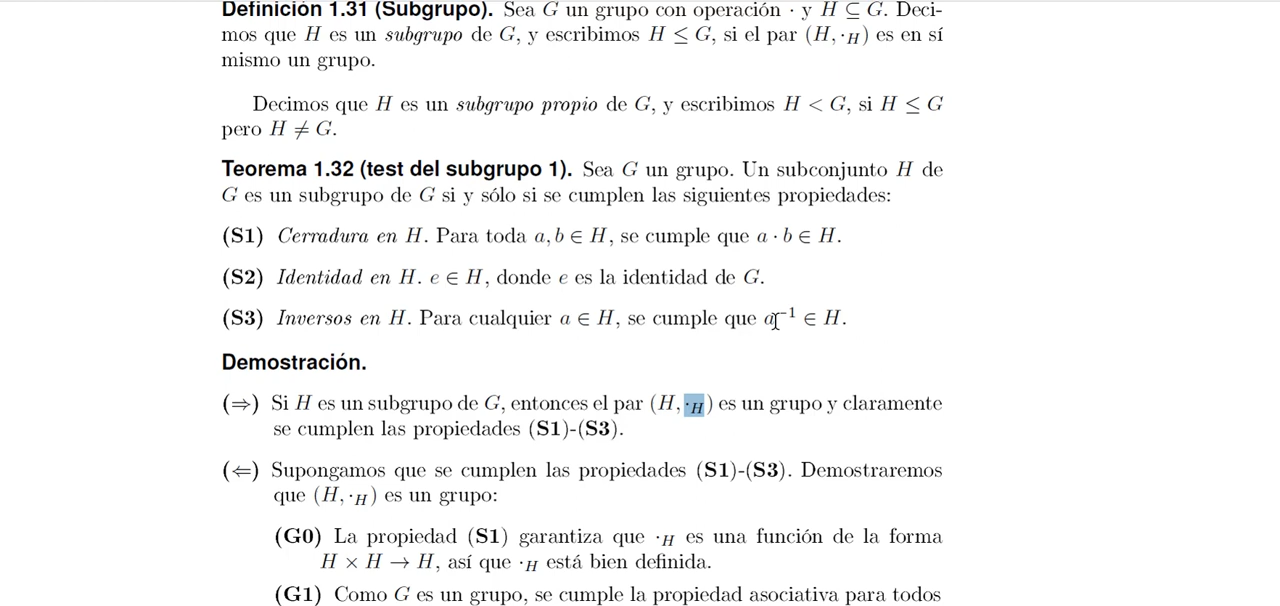 Definición 1.31 (Subgrupo). Sea G un grupo con operación · y H ⊆ G. Deci-
mos que H es un subgrupo de G, y escribimos H ≤ G, si el par (H, ·_H) es en sí
mismo un grupo.
Decimos que H es un subgrupo propio de G, y escribimos H < G, si H ≤ G
pero H ≠ G.
Teorema 1.32 (test del subgrupo 1). Sea G un grupo. Un subconjunto H de
G es un subgrupo de G si y sólo si se cumplen las siguientes propiedades:
(S1) Cerradura en H. Para toda a, b ∈ H, se cumple que a · b ∈ H.
(S2) Identidad en H. e ∈ H, donde e es la identidad de G.
(S3) Inversos en H. Para cualquier a ∈ H, se cumple que a⁻¹ ∈ H.
Demostración.
(⇒) Si H es un subgrupo de G, entonces el par (H, ·_H) es un grupo y claramente
se cumplen las propiedades (S1)-(S3).
(⇐) Supongamos que se cumplen las propiedades (S1)-(S3). Demostraremos
que (H, ·_H) es un grupo:
(G0) La propiedad (S1) garantiza que ·_H es una función de la forma
H × H → H, así que ·_H está bien definida.
(G1) Como G es un grupo, se cumple la propiedad asociativa para todos